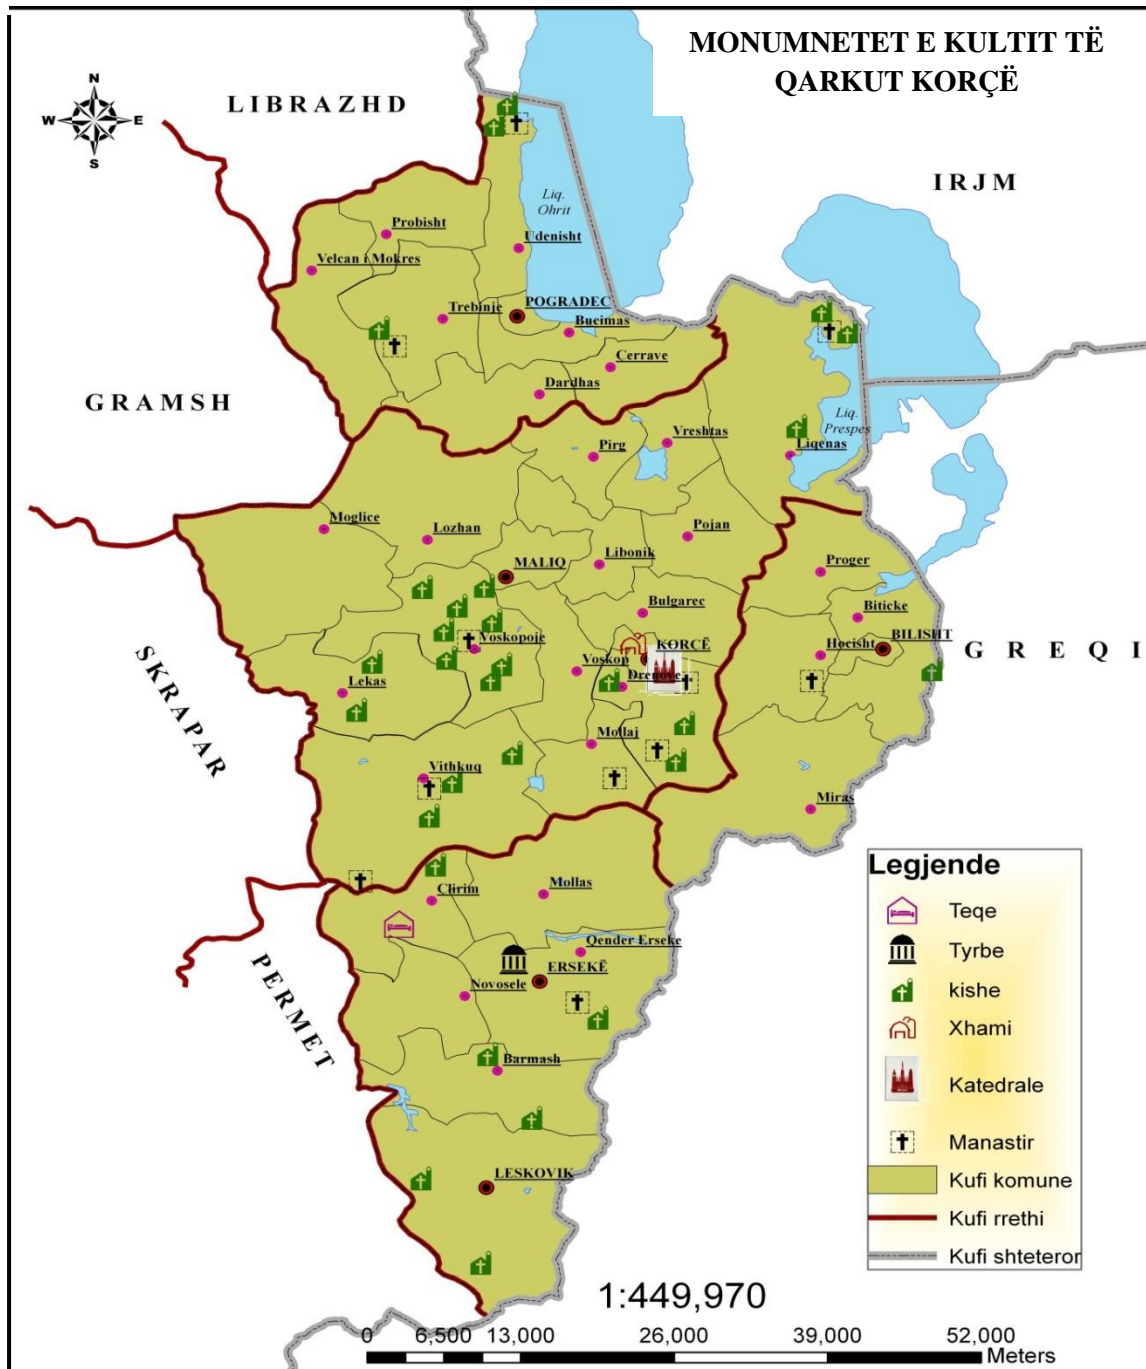 MONUMNETET E KULTIT TË
QARKUT KORÇË
N
W
E
S
LIBRAZHD
IRJM
Liq.
Ohrit
Probisht
Udenisht
Velcan i Mokres
Trebinje
POGRADEC
Bucimas
Cerrave
Dardhas
GRAMSH
Liq.
Prespes
Pirg
Vreshtas
Liqenas
Moglice
Lozhan
Pojan
MALIQ
Libonik
Proger
Bulgarec
Biticke
SKRAPAR
Voskopoje
KORCË
Hocisht
BILISHT
GREQI
Lekas
Voskop
Drenove
Mollaj
Vithkuq
Miras
Clirim
Mollas
PERMET
Qender Erseke
ERSEKË
Novosele
Barmash
LESKOVIK
Legjende
Teqe
Tyrbe
kishe
Xhami
Katedrale
Manastir
Kufi komune
Kufi rrethi
Kufi shteteror
1:449,970
0 6,500 13,000 26,000 39,000 52,000
Meters